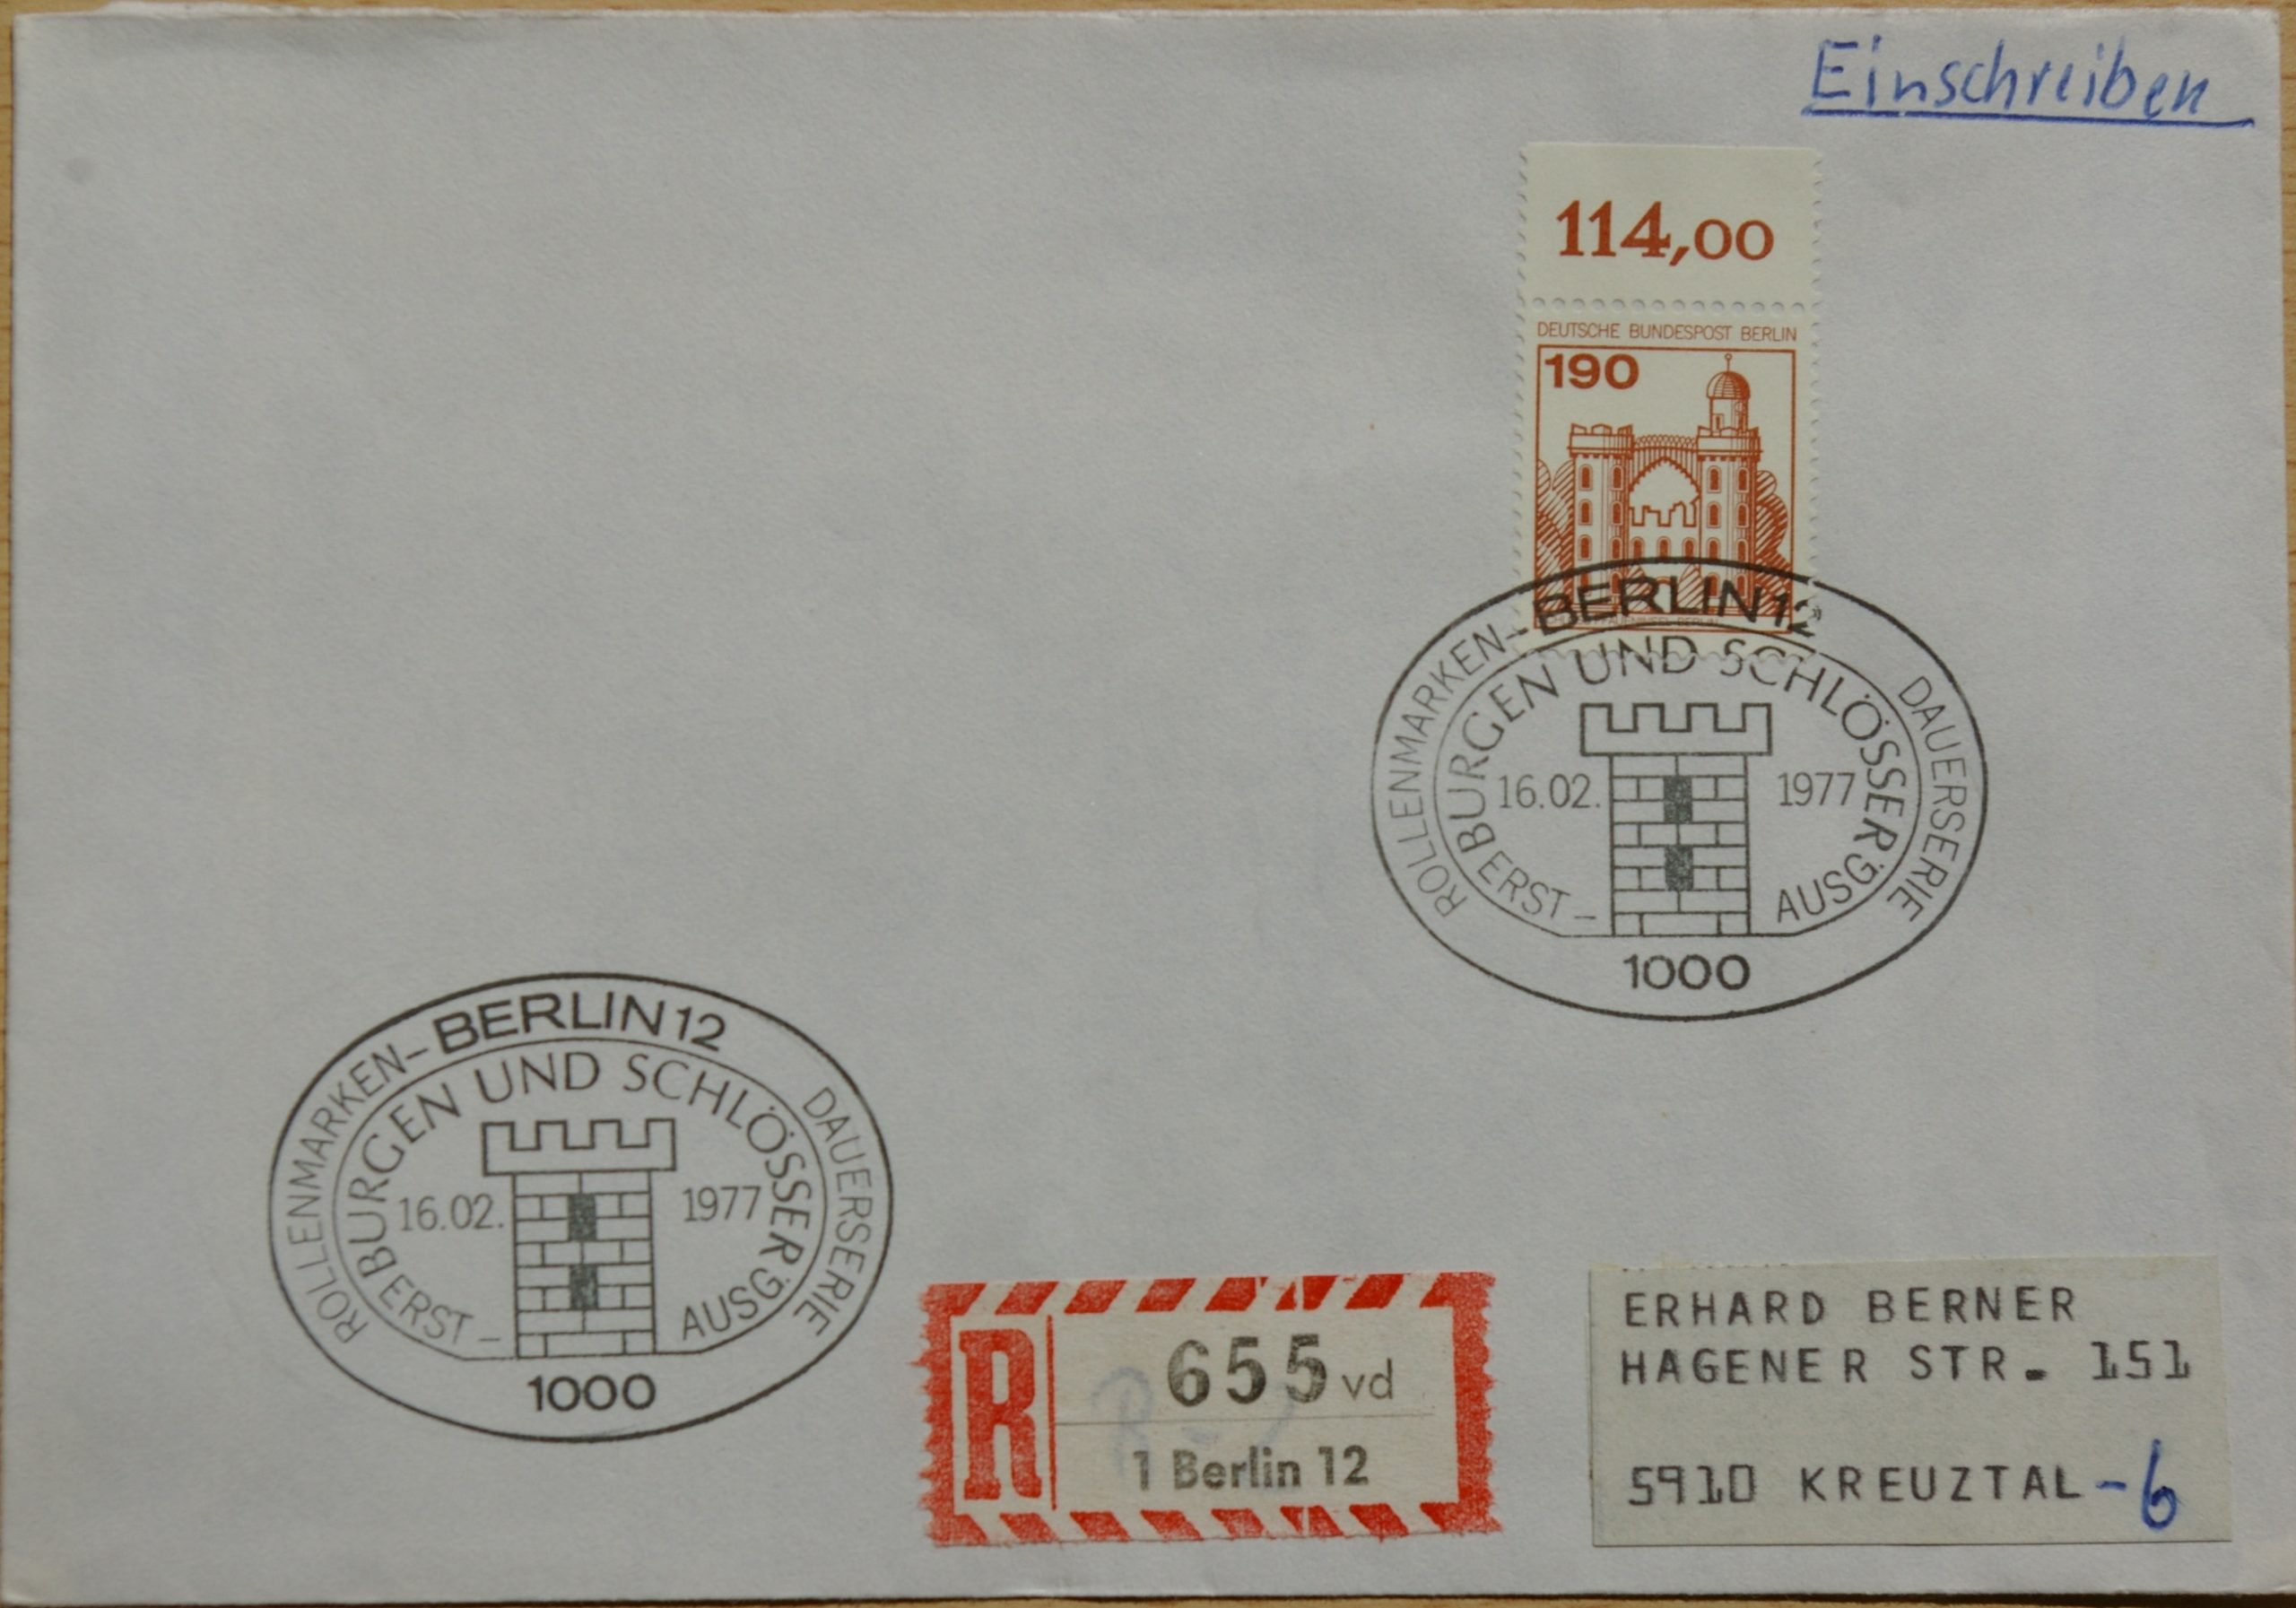 Einschreiben
114,00
DEUTSCHE BUNDESPOST BERLIN
190
ROLLENMARKEN-BERLIN 12 DAUERSERIE
BURGEN UND SCHLÖSSER
16.02. 1977
ERST- AUSG.
1000
ROLLENMARKEN-BERLIN 12 DAUERSERIE
BURGEN UND SCHLÖSSER
16.02. 1977
ERST- AUSG.
1000
R 655 vd
1 Berlin 12
ERHARD BERNER
HAGENER STR. 151
5910 KREUZTAL-6